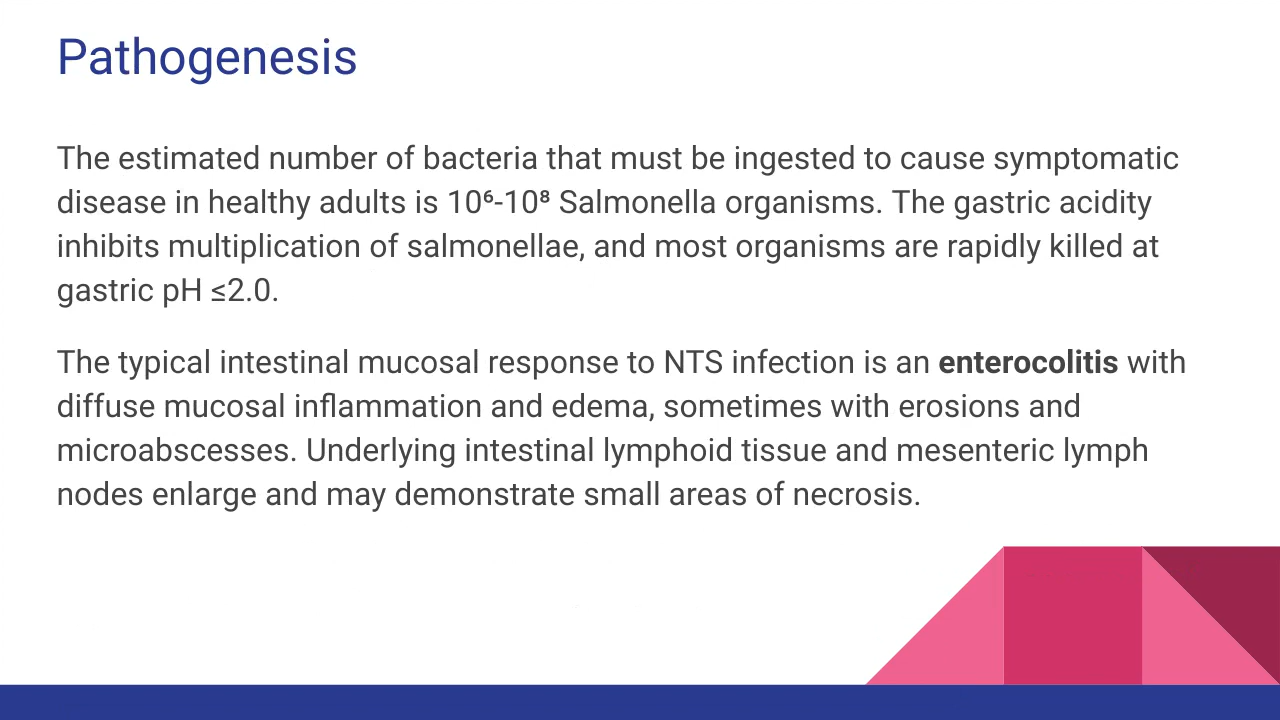 Pathogenesis
The estimated number of bacteria that must be ingested to cause symptomatic
disease in healthy adults is 10⁶-10⁸ Salmonella organisms. The gastric acidity
inhibits multiplication of salmonellae, and most organisms are rapidly killed at
gastric pH ≤2.0.
The typical intestinal mucosal response to NTS infection is an enterocolitis with
diffuse mucosal inflammation and edema, sometimes with erosions and
microabscesses. Underlying intestinal lymphoid tissue and mesenteric lymph
nodes enlarge and may demonstrate small areas of necrosis.